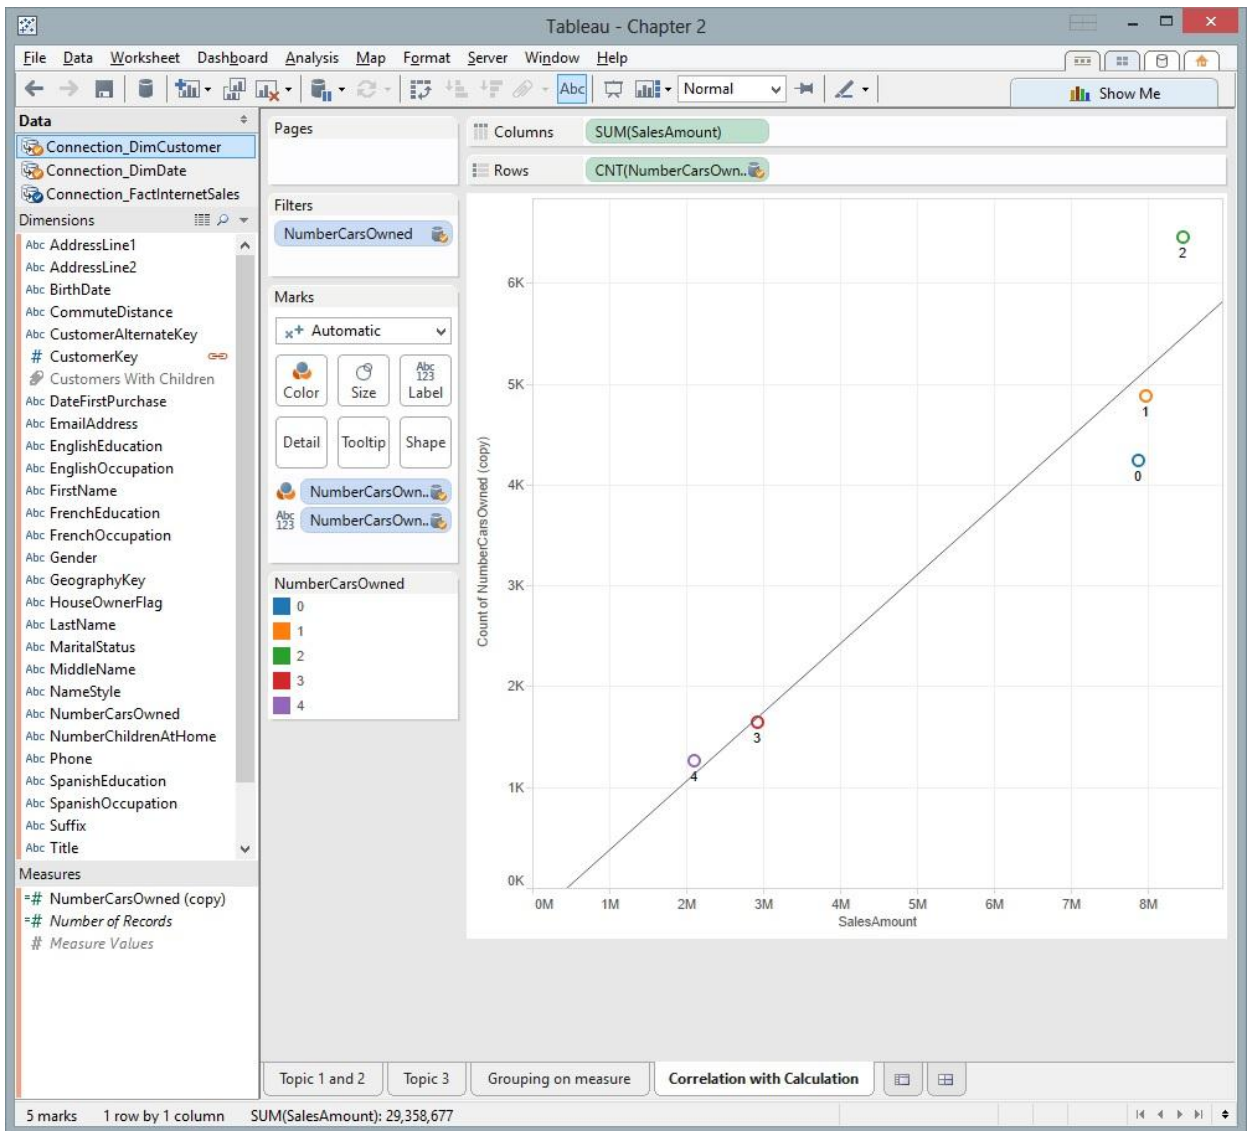 Tableau - Chapter 2
File Data Worksheet Dashboard Analysis Map Format Server Window Help
Abc Normal Show Me
Data
Connection_DimCustomer
Connection_DimDate
Connection_FactInternetSales
Dimensions
Abc AddressLine1
Abc AddressLine2
Abc BirthDate
Abc CommuteDistance
Abc CustomerAlternateKey
# CustomerKey
Customers With Children
Abc DateFirstPurchase
Abc EmailAddress
Abc EnglishEducation
Abc EnglishOccupation
Abc FirstName
Abc FrenchEducation
Abc FrenchOccupation
Abc Gender
Abc GeographyKey
Abc HouseOwnerFlag
Abc LastName
Abc MaritalStatus
Abc MiddleName
Abc NameStyle
Abc NumberCarsOwned
Abc NumberChildrenAtHome
Abc Phone
Abc SpanishEducation
Abc SpanishOccupation
Abc Suffix
Abc Title
Measures
=# NumberCarsOwned (copy)
=# Number of Records
# Measure Values
Pages
Filters
NumberCarsOwned
Marks
Automatic
Color Size Abc 123 Label
Detail Tooltip Shape
NumberCarsOwn..
Abc 123 NumberCarsOwn..
NumberCarsOwned
0
1
2
3
4
Columns SUM(SalesAmount)
Rows CNT(NumberCarsOwn..
Count of NumberCarsOwned (copy)
6K
5K
4K
3K
2K
1K
0K
2
1
0
3
4
0M 1M 2M 3M 4M 5M 6M 7M 8M
SalesAmount
Topic 1 and 2 Topic 3 Grouping on measure Correlation with Calculation
5 marks 1 row by 1 column SUM(SalesAmount): 29,358,677